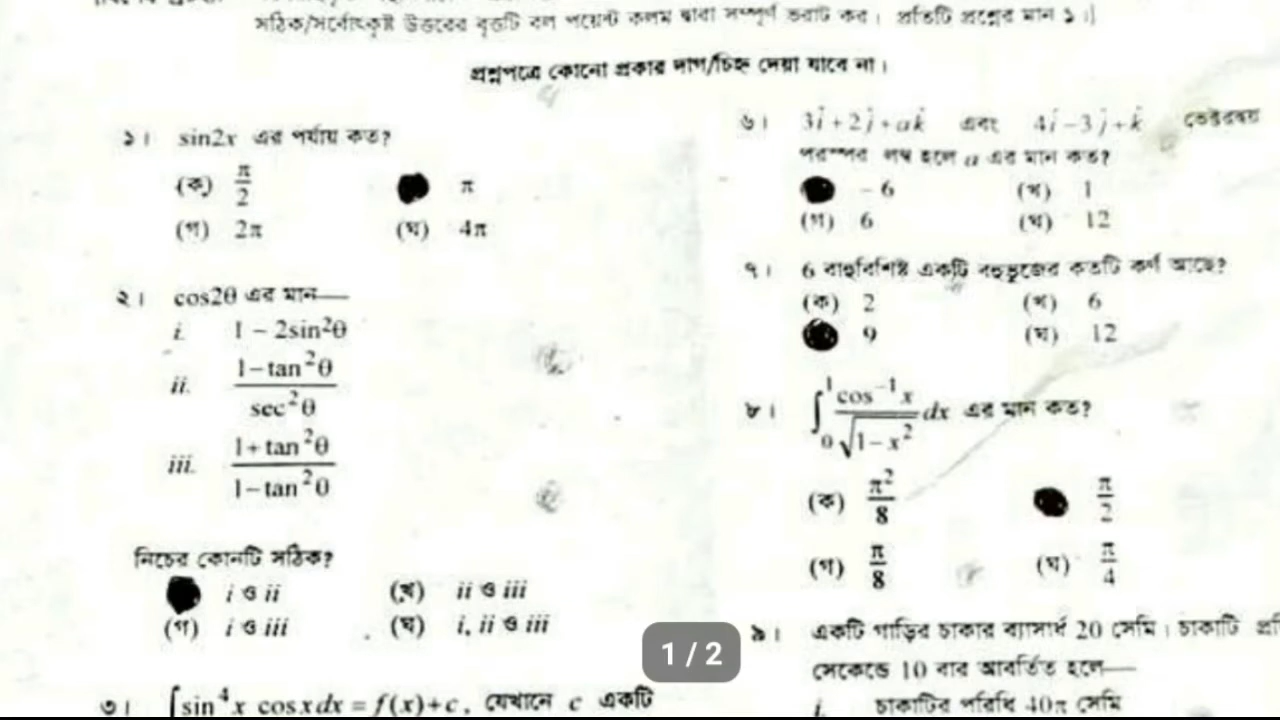 সঠিক/সর্বোৎকৃষ্ট উত্তরের বৃত্তটি বল পয়েন্ট কলম দ্বারা সম্পূর্ণ ভরাট কর। প্রতিটি প্রশ্নের মান ১।]
প্রশ্নপত্রে কোনো প্রকার দাগ/চিহ্ন দেয়া যাবে না।
১। sin2x এর পর্যায় কত?
(ক) π/2 π
(গ) 2π (ঘ) 4π
২। cos2θ এর মান—
i. 1 − 2sin²θ
ii. (1−tan²θ)/(sec²θ)
iii. (1+tan²θ)/(1−tan²θ)
নিচের কোনটি সঠিক?
i ও ii (খ) ii ও iii
(গ) i ও iii (ঘ) i, ii ও iii
৩। ∫sin⁴x cosxdx = f(x)+c, যেখানে c একটি
৬। 3î+2ĵ+ak̂ এবং 4î−3ĵ+k̂ ভেক্টরদ্বয়
পরস্পর লম্ব হলে a এর মান কত?
−6 (খ) 1
(গ) 6 (ঘ) 12
৭। 6 বাহুবিশিষ্ট একটি বহুভুজের কতটি কর্ণ আছে?
(ক) 2 (খ) 6
9 (ঘ) 12
৮। ∫₀¹ (cos⁻¹x)/(√(1−x²)) dx এর মান কত?
(ক) π²/8 π/2
(গ) π/8 (ঘ) π/4
৯। একটি গাড়ির চাকার ব্যাসার্ধ 20 সেমি। চাকাটি প্রতি
সেকেন্ডে 10 বার আবর্তিত হলে—
i. চাকাটির পরিধি 40π সেমি
1 / 2